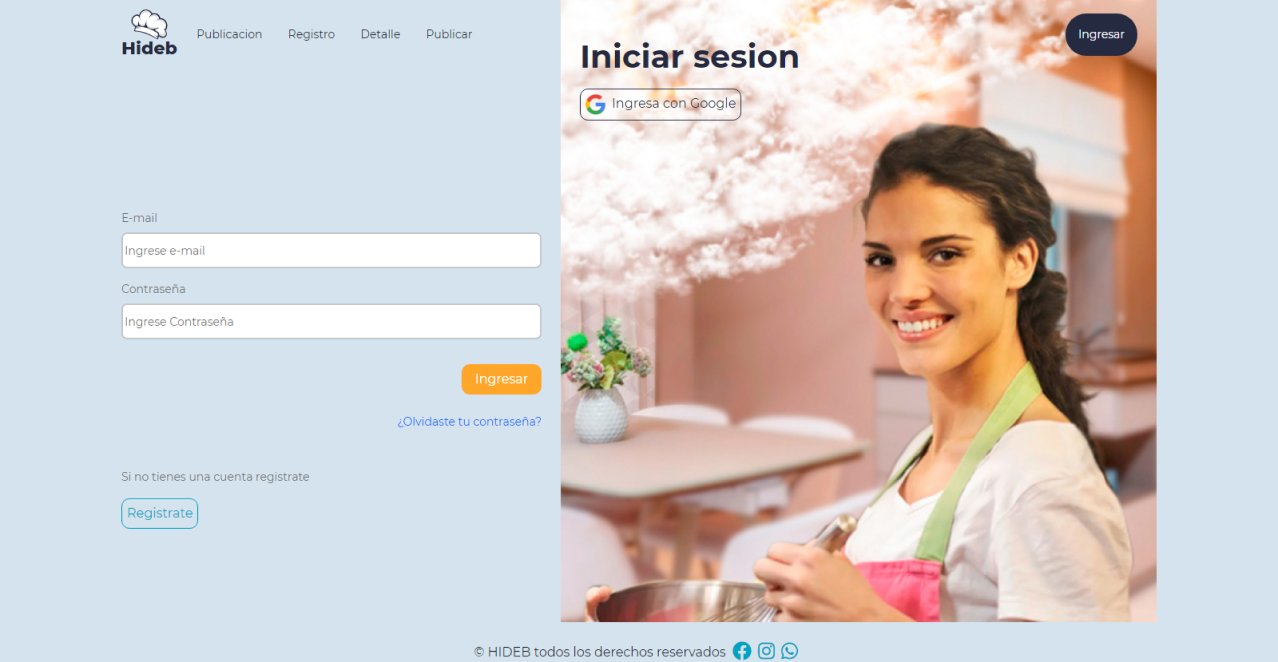 Hideb
Publicacion
Registro
Detalle
Publicar
Ingresar
Iniciar sesion
Ingresa con Google
E-mail
Ingrese e-mail
Contraseña
Ingrese Contraseña
Ingresar
¿Olvidaste tu contraseña?
Si no tienes una cuenta registrate
Registrate
© HIDEB todos los derechos reservados